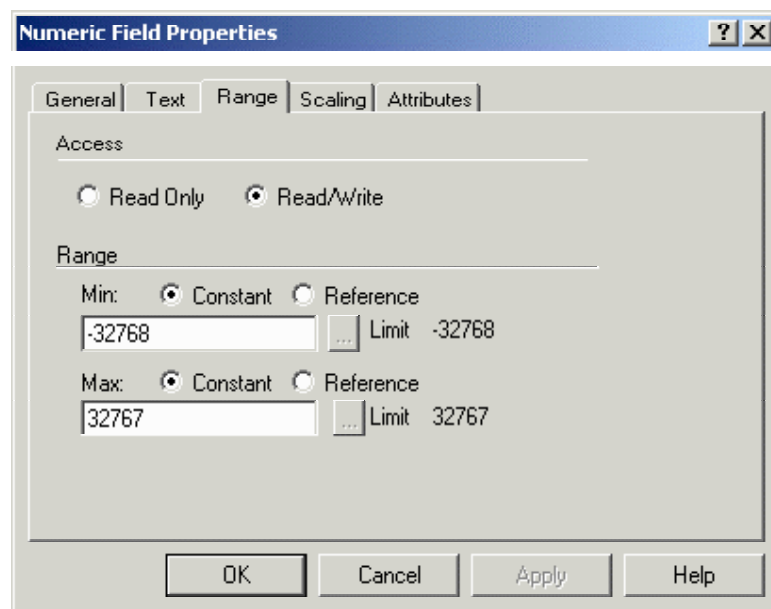 Numeric Field Properties
General Text Range Scaling Attributes
Access
Read Only Read/Write
Range
Min: Constant Reference
-32768 ... Limit -32768
Max: Constant Reference
32767 ... Limit 32767
OK Cancel Apply Help